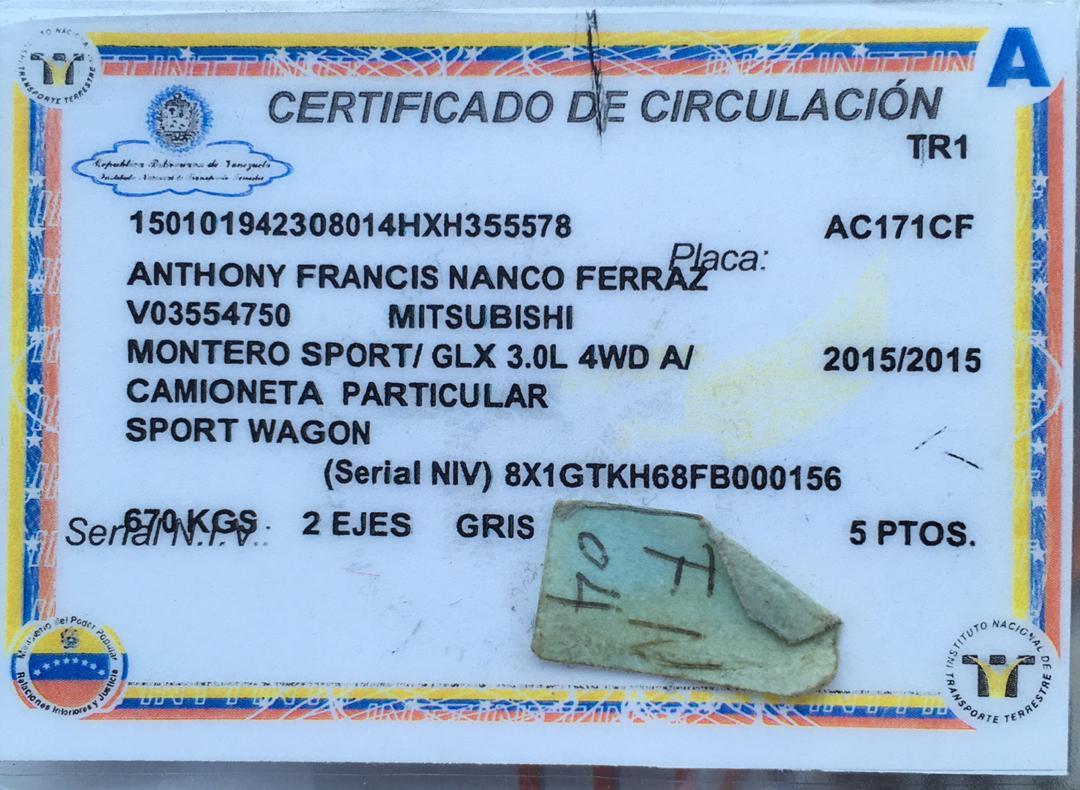 A
CERTIFICADO DE CIRCULACIÓN
TR1
INSTITUTO NACIONAL DE TRANSPORTE TERRESTRE
República Bolivariana de Venezuela
Instituto Nacional de Transporte Terrestre
150101942308014HXH355578 AC171CF
Placa:
ANTHONY FRANCIS NANCO FERRAZ
V03554750 MITSUBISHI
MONTERO SPORT/ GLX 3.0L 4WD A/ 2015/2015
CAMIONETA PARTICULAR
SPORT WAGON
(Serial NIV) 8X1GTKH68FB000156
670 KGS 2 EJES GRIS 5 PTOS.
Serial N.I.V.:
04
FN
Ministerio del Poder Popular
Relaciones Interiores y Justicia
INSTITUTO NACIONAL DE TRANSPORTE TERRESTRE